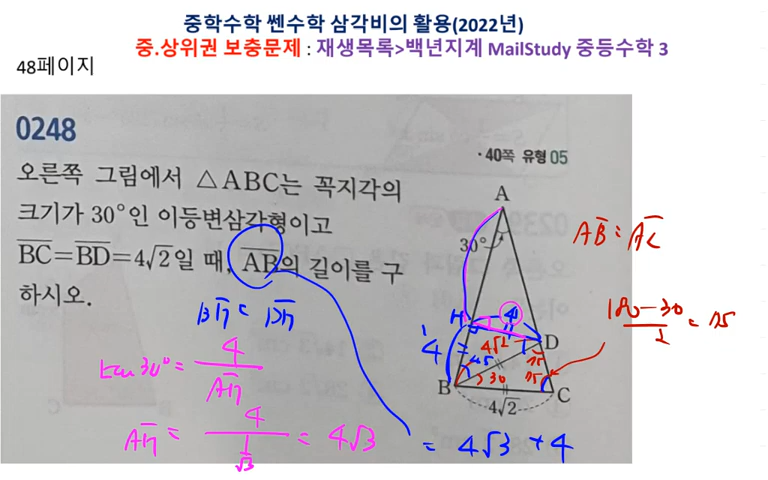 중학수학 쎈수학 삼각비의 활용(2022년)
중.상위권 보충문제 : 재생목록>백년지계 MailStudy 중등수학 3
48페이지
0248
· 40쪽 유형 05
오른쪽 그림에서 △ABC는 꼭지각의
크기가 30°인 이등변삼각형이고
BC=BD=4√2일 때, AB의 길이를 구
하시오.
A
30°
AB = AC
(180-30)/2 = 75
BH = DH
H 4
4 4√2 D
45 75
B 30 75 C
4√2
tan 30° = 4/AH
AH = 4/(1/√3) = 4√3
= 4√3 + 4